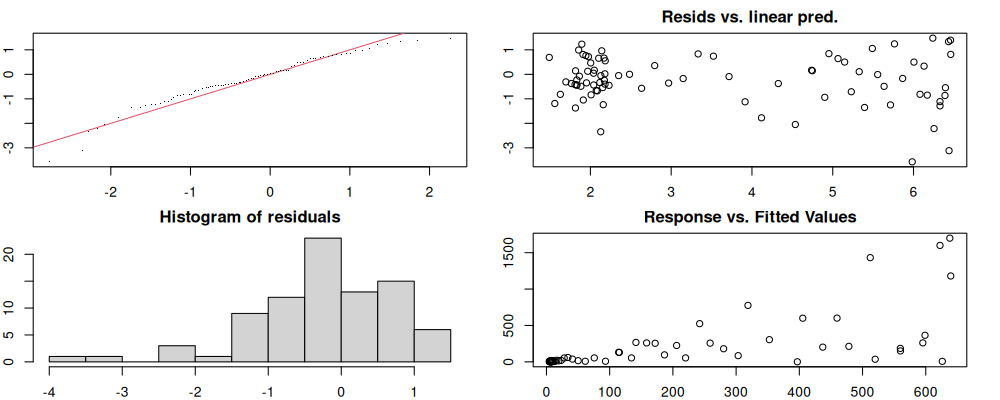 Resids vs. linear pred.
1
0
-1
-3
-2 -1 0 1 2
1
0
-1
-3
2 3 4 5 6
Histogram of residuals
20
10
5
0
-4 -3 -2 -1 0 1
Response vs. Fitted Values
1500
500
0
0 100 200 300 400 500 600